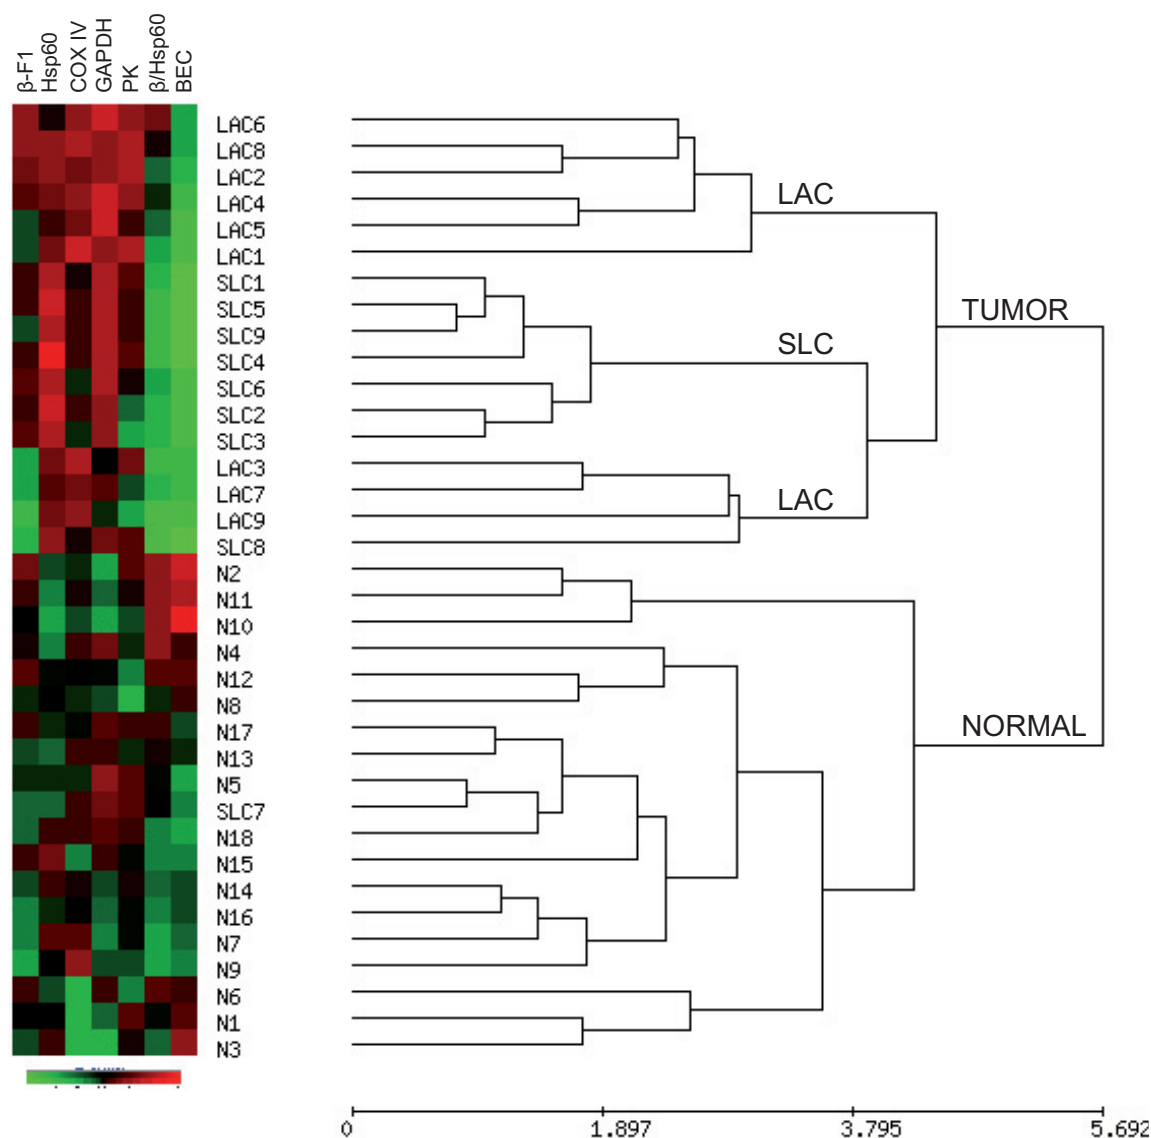 β-F1 Hsp60 COX IV GAPDH PK β/Hsp60 BEC
LAC6
LAC8
LAC2
LAC
LAC4
LAC5
LAC1
SLC1
SLC5
TUMOR
SLC9
SLC
SLC4
SLC6
SLC2
SLC3
LAC3
LAC7
LAC
LAC9
SLC8
N2
N11
N10
N4
N12
N8
NORMAL
N17
N13
N5
SLC7
N18
N15
N14
N16
N7
N9
N6
N1
N3
0 1.897 3.795 5.692